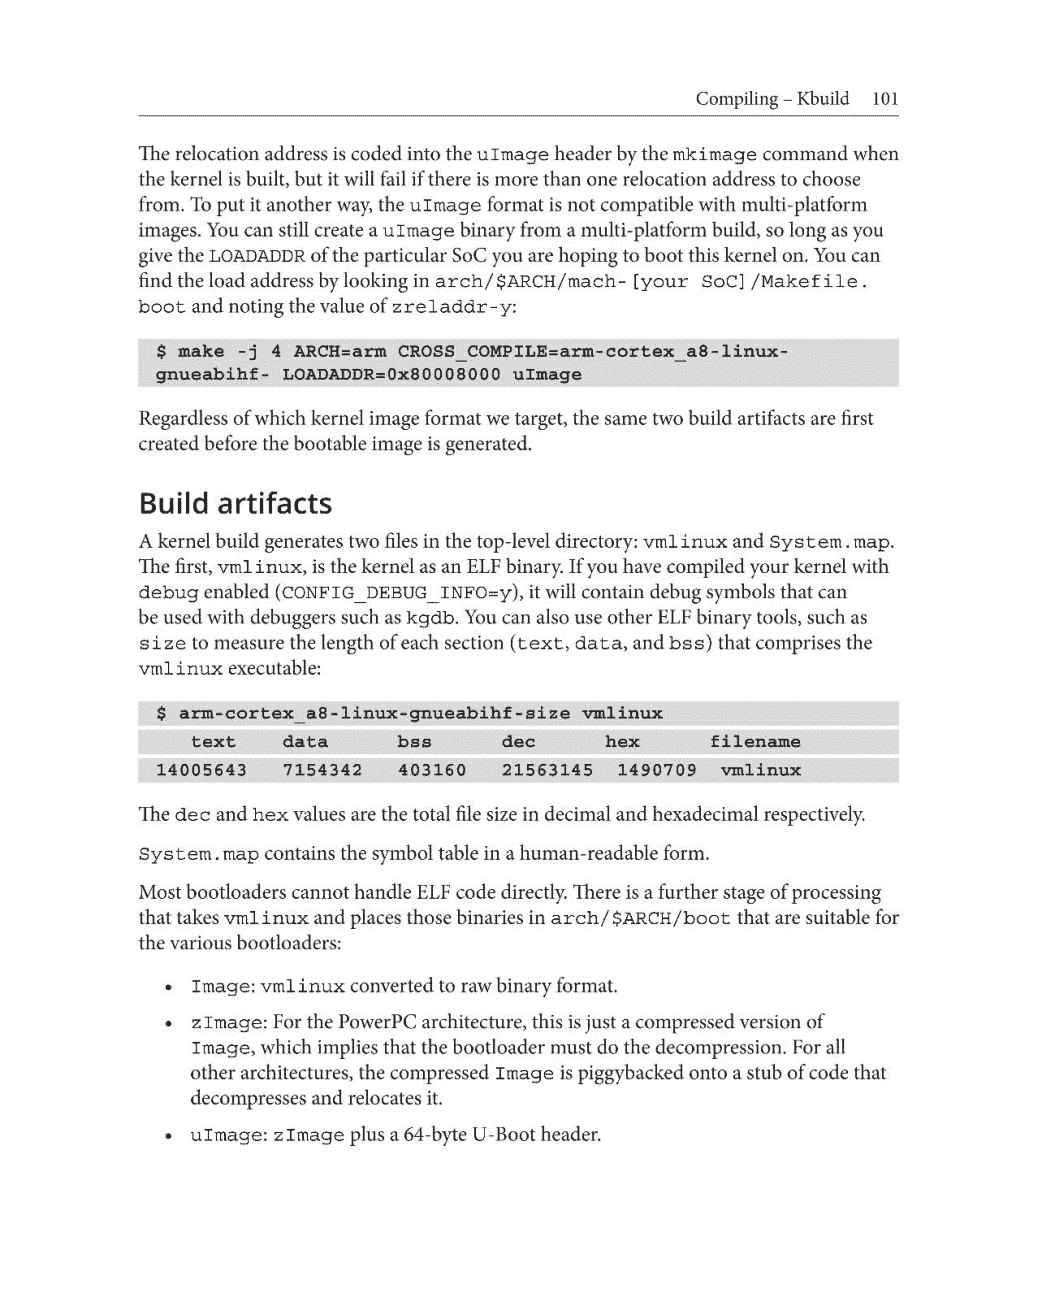 Compiling – Kbuild 101
The relocation address is coded into the uImage header by the mkimage command when
the kernel is built, but it will fail if there is more than one relocation address to choose
from. To put it another way, the uImage format is not compatible with multi-platform
images. You can still create a uImage binary from a multi-platform build, so long as you
give the LOADADDR of the particular SoC you are hoping to boot this kernel on. You can
find the load address by looking in arch/$ARCH/mach-[your SoC]/Makefile.
boot and noting the value of zreladdr-y:
$ make -j 4 ARCH=arm CROSS_COMPILE=arm-cortex_a8-linux-
gnueabihf- LOADADDR=0x80008000 uImage
Regardless of which kernel image format we target, the same two build artifacts are first
created before the bootable image is generated.
Build artifacts
A kernel build generates two files in the top-level directory: vmlinux and System.map.
The first, vmlinux, is the kernel as an ELF binary. If you have compiled your kernel with
debug enabled (CONFIG_DEBUG_INFO=y), it will contain debug symbols that can
be used with debuggers such as kgdb. You can also use other ELF binary tools, such as
size to measure the length of each section (text, data, and bss) that comprises the
vmlinux executable:
$ arm-cortex_a8-linux-gnueabihf-size vmlinux
text data bss dec hex filename
14005643 7154342 403160 21563145 1490709 vmlinux
The dec and hex values are the total file size in decimal and hexadecimal respectively.
System.map contains the symbol table in a human-readable form.
Most bootloaders cannot handle ELF code directly. There is a further stage of processing
that takes vmlinux and places those binaries in arch/$ARCH/boot that are suitable for
the various bootloaders:
• Image: vmlinux converted to raw binary format.
• zImage: For the PowerPC architecture, this is just a compressed version of
Image, which implies that the bootloader must do the decompression. For all
other architectures, the compressed Image is piggybacked onto a stub of code that
decompresses and relocates it.
• uImage: zImage plus a 64-byte U-Boot header.